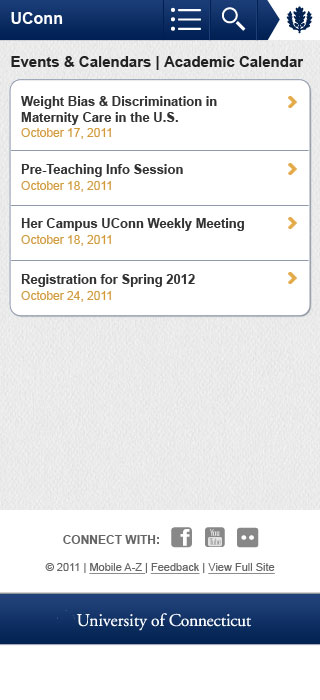 UConn
Events & Calendars | Academic Calendar
Weight Bias & Discrimination in
Maternity Care in the U.S.
October 17, 2011
Pre-Teaching Info Session
October 18, 2011
Her Campus UConn Weekly Meeting
October 18, 2011
Registration for Spring 2012
October 24, 2011
CONNECT WITH: f You Tube
© 2011 | Mobile A-Z | Feedback | View Full Site
University of Connecticut